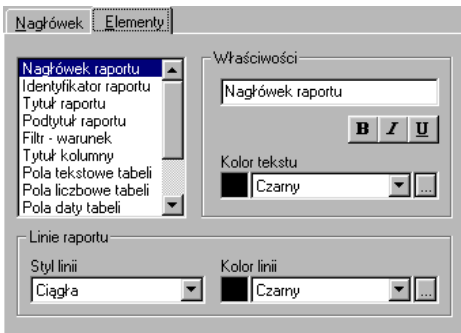 Nagłówek Elementy
Nagłówek raportu
Identyfikator raportu
Tytuł raportu
Podtytuł raportu
Filtr - warunek
Tytuł kolumny
Pola tekstowe tabeli
Pola liczbowe tabeli
Pola daty tabeli
Właściwości
Nagłówek raportu
B I U
Kolor tekstu
Czarny ...
Linie raportu
Styl linii
Ciągła
Kolor linii
Czarny ...